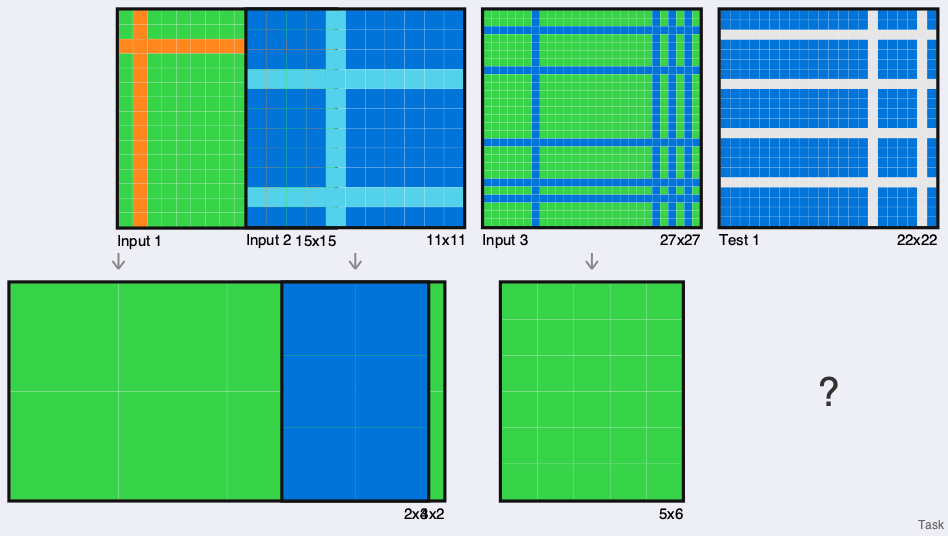 Input 1
Input 2
15x15
11x11
Input 3
27x27
Test 1
22x22
?
5x6
Task